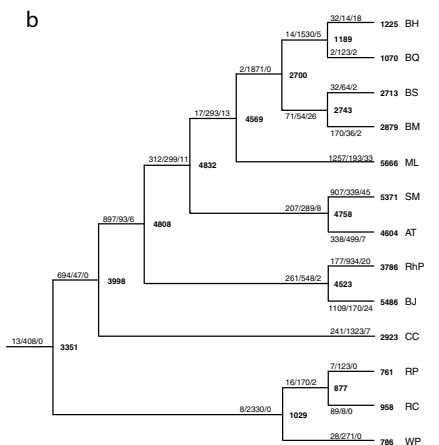 b
32/14/18
1225 BH
14/1530/5
1189
2/123/2
1070 BQ
2/1871/0
2700
32/64/2
2713 BS
2743
71/54/26
170/36/2
2879 BM
17/293/13
4569
1257/193/33
5666 ML
312/299/11
4832
907/339/45
5371 SM
207/289/8
4758
338/499/7
4604 AT
897/93/6
4808
177/934/20
3786 RhP
261/548/2
4523
1109/170/24
5486 BJ
694/47/0
3998
241/1323/7
2923 CC
13/408/0
3351
7/123/0
761 RP
16/170/2
877
89/8/0
958 RC
8/2330/0
1029
28/271/0
786 WP